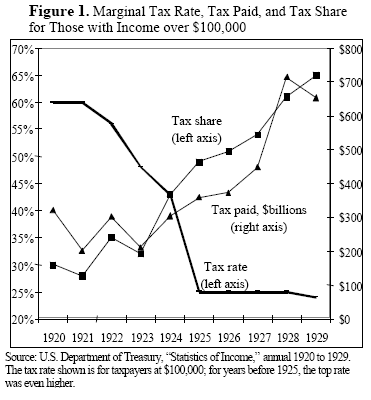 Figure 1. Marginal Tax Rate, Tax Paid, and Tax Share
for Those with Income over $100,000
70% $800
65% $700
60% $600
55%
Tax share
(left axis)
50% $500
45% $400
40%
Tax paid, $billions
(right axis)
35% $300
30% $200
Tax rate
(left axis)
25% $100
20% $0
1920 1921 1922 1923 1924 1925 1926 1927 1928 1929
Source: U.S. Department of Treasury, "Statistics of Income," annual 1920 to 1929.
The tax rate shown is for taxpayers at $100,000; for years before 1925, the top rate
was even higher.